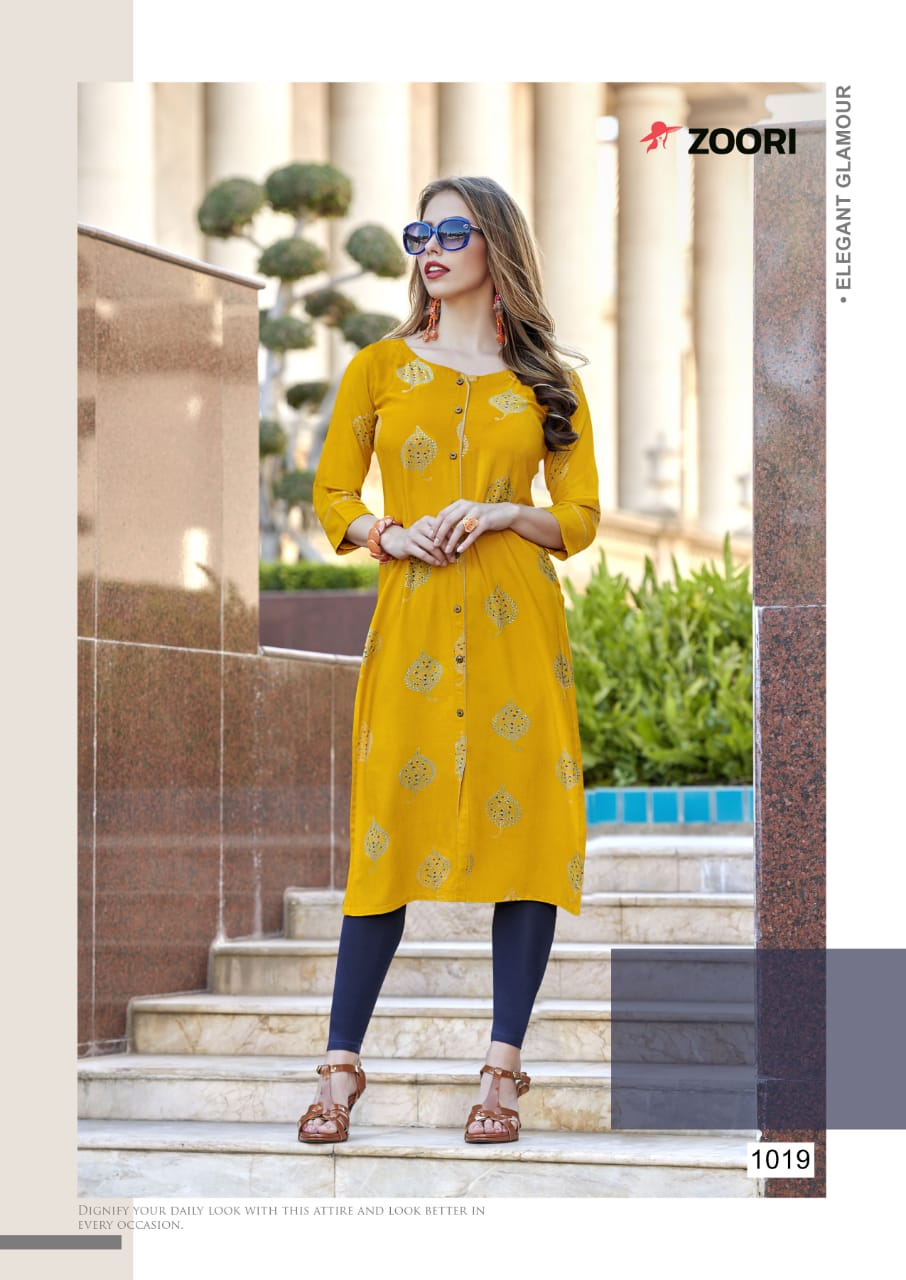 ZOORI
• ELEGANT GLAMOUR
1019
Dignify your daily look with this attire and look better in
every occasion.